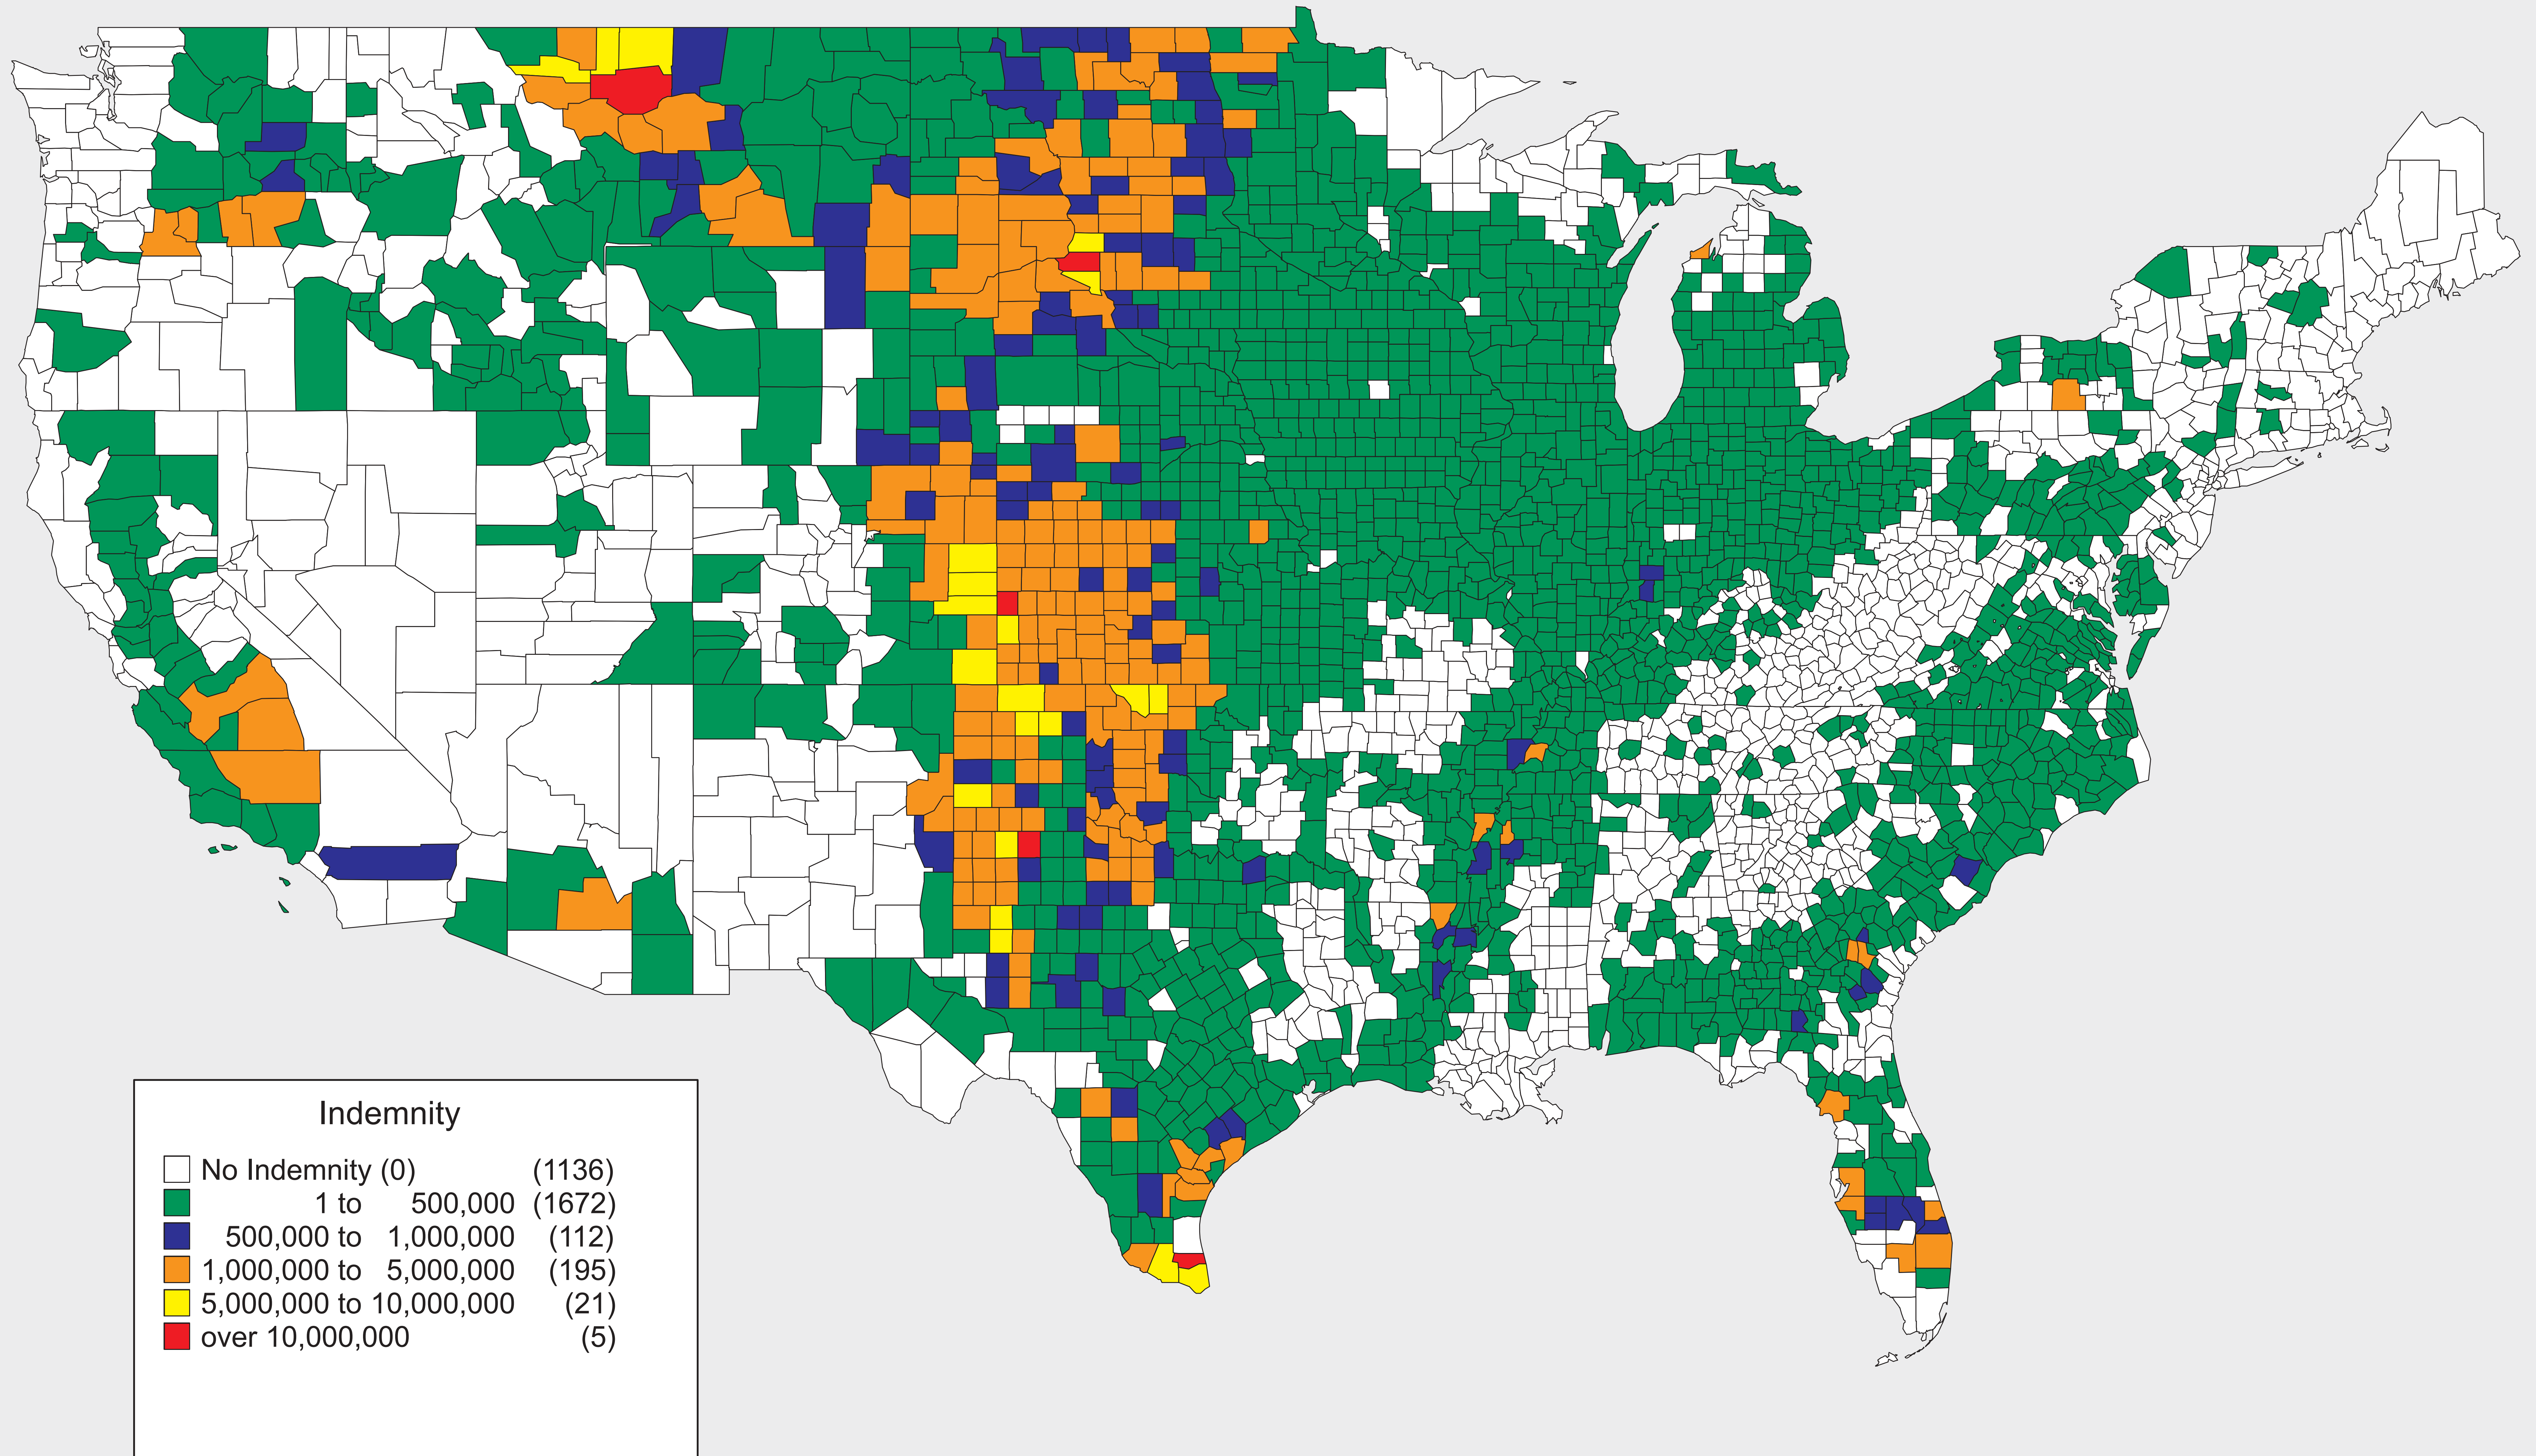 Indemnity
No Indemnity (0) (1136)
1 to 500,000 (1672)
500,000 to 1,000,000 (112)
1,000,000 to 5,000,000 (195)
5,000,000 to 10,000,000 (21)
over 10,000,000 (5)